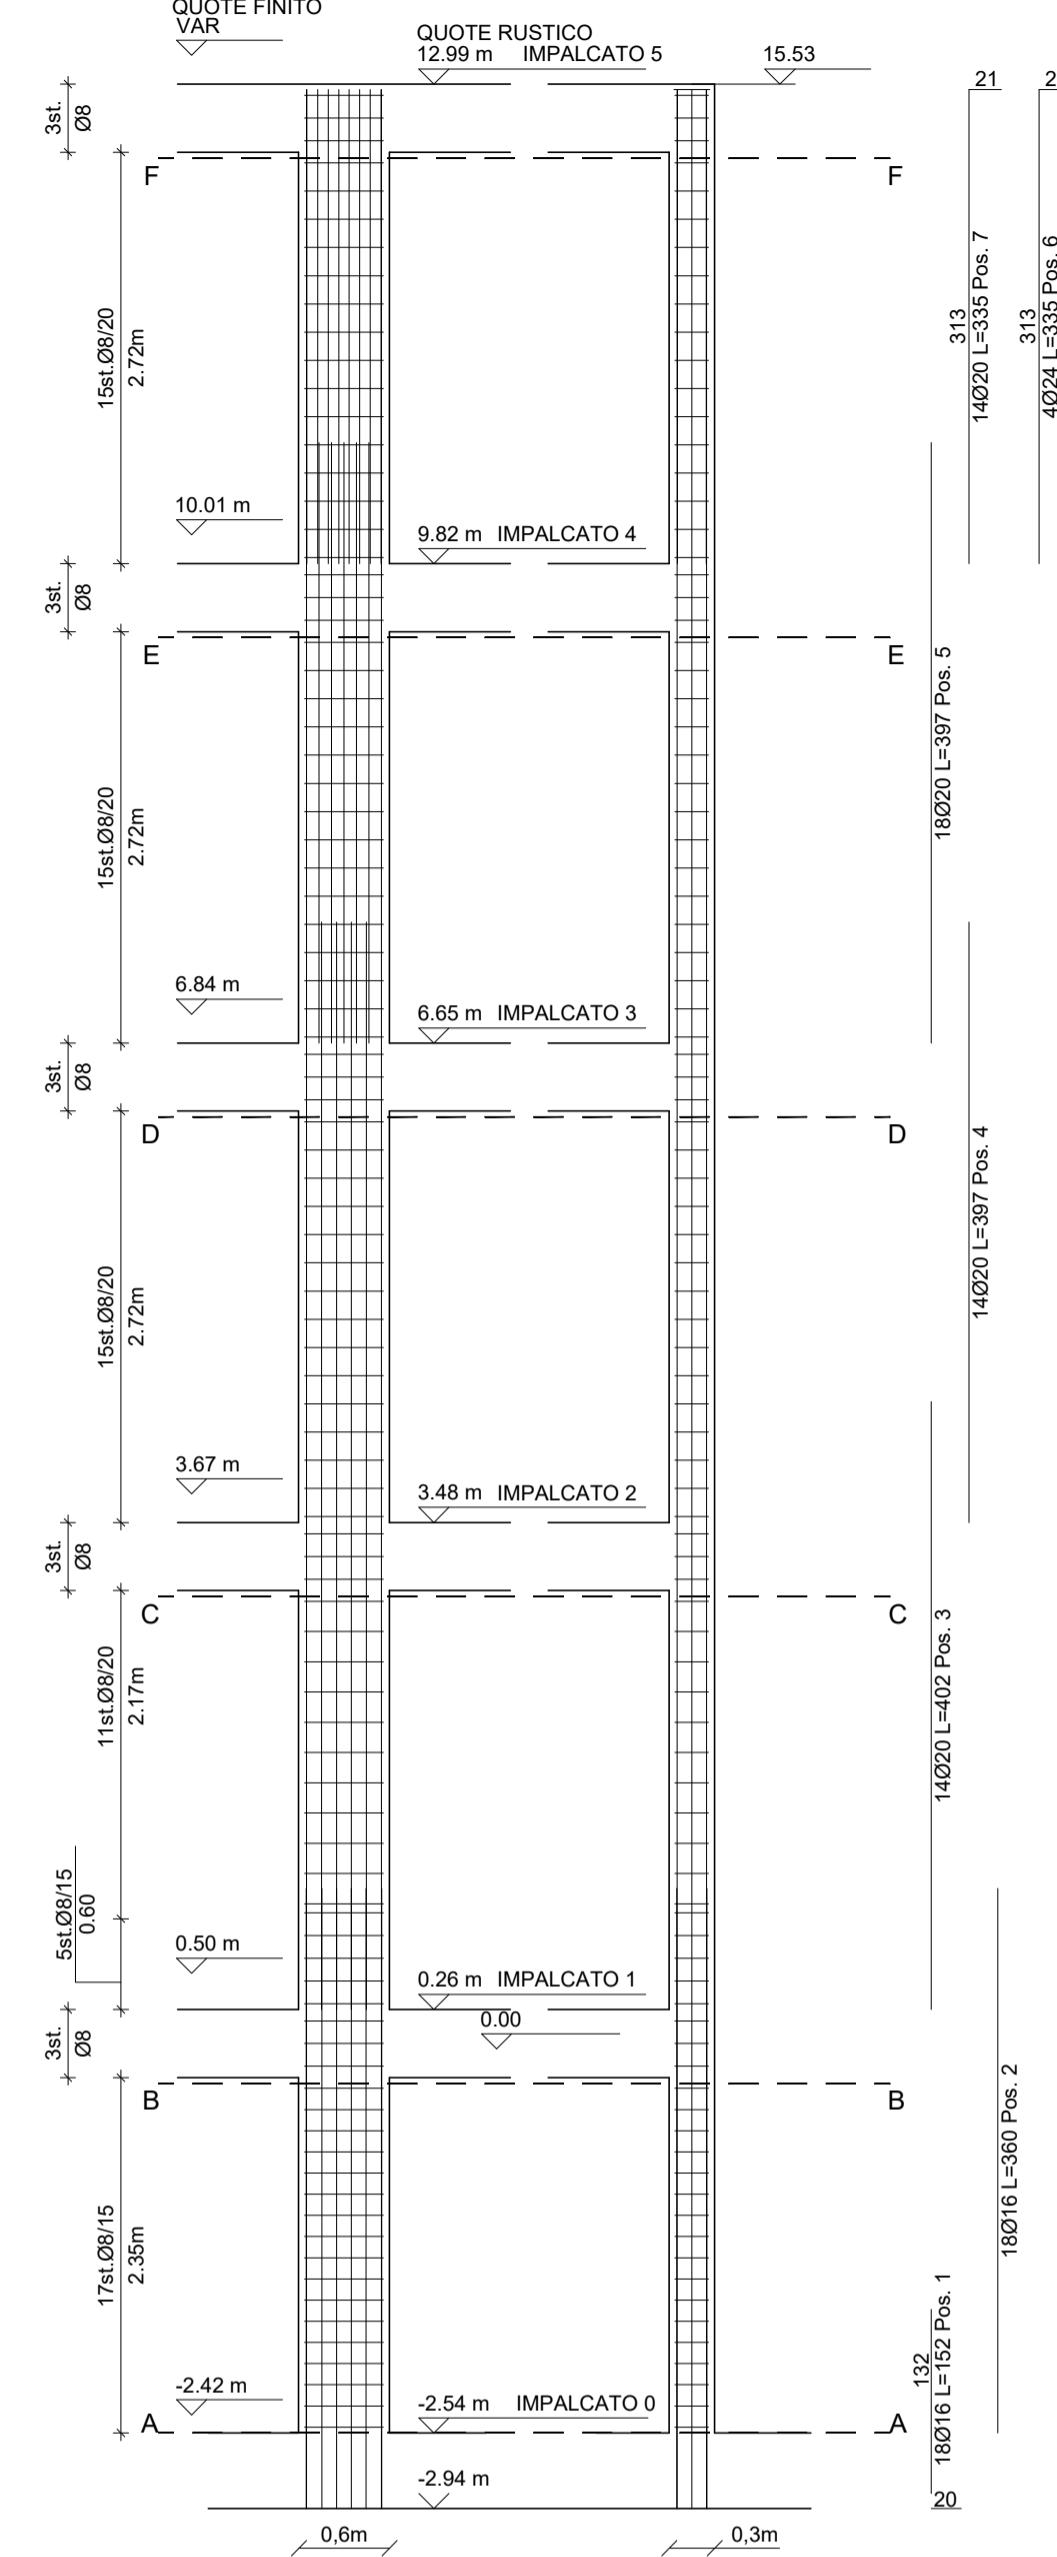 QUOTE FINITO
VAR
QUOTE RUSTICO
12.99 m IMPALCATO 5
15.53
21
2
3st.
Ø8
F
F
15st.Ø8/20
2.72m
313
14Ø20 L=335 Pos. 7
313
4Ø24 L=335 Pos. 6
10.01 m
9.82 m IMPALCATO 4
3st.
Ø8
E
E
18Ø20 L=397 Pos. 5
15st.Ø8/20
2.72m
6.84 m
6.65 m IMPALCATO 3
3st.
Ø8
D
D
14Ø20 L=397 Pos. 4
15st.Ø8/20
2.72m
3.67 m
3.48 m IMPALCATO 2
3st.
Ø8
C
C
11st.Ø8/20
2.17m
14Ø20 L=402 Pos. 3
5st.Ø8/15
0.60
0.50 m
0.26 m IMPALCATO 1
0.00
3st.
Ø8
B
B
18Ø16 L=360 Pos. 2
17st.Ø8/15
2.35m
132
18Ø16 L=152 Pos. 1
-2.42 m
-2.54 m IMPALCATO 0
A
A
-2.94 m
20
0,6m
0,3m